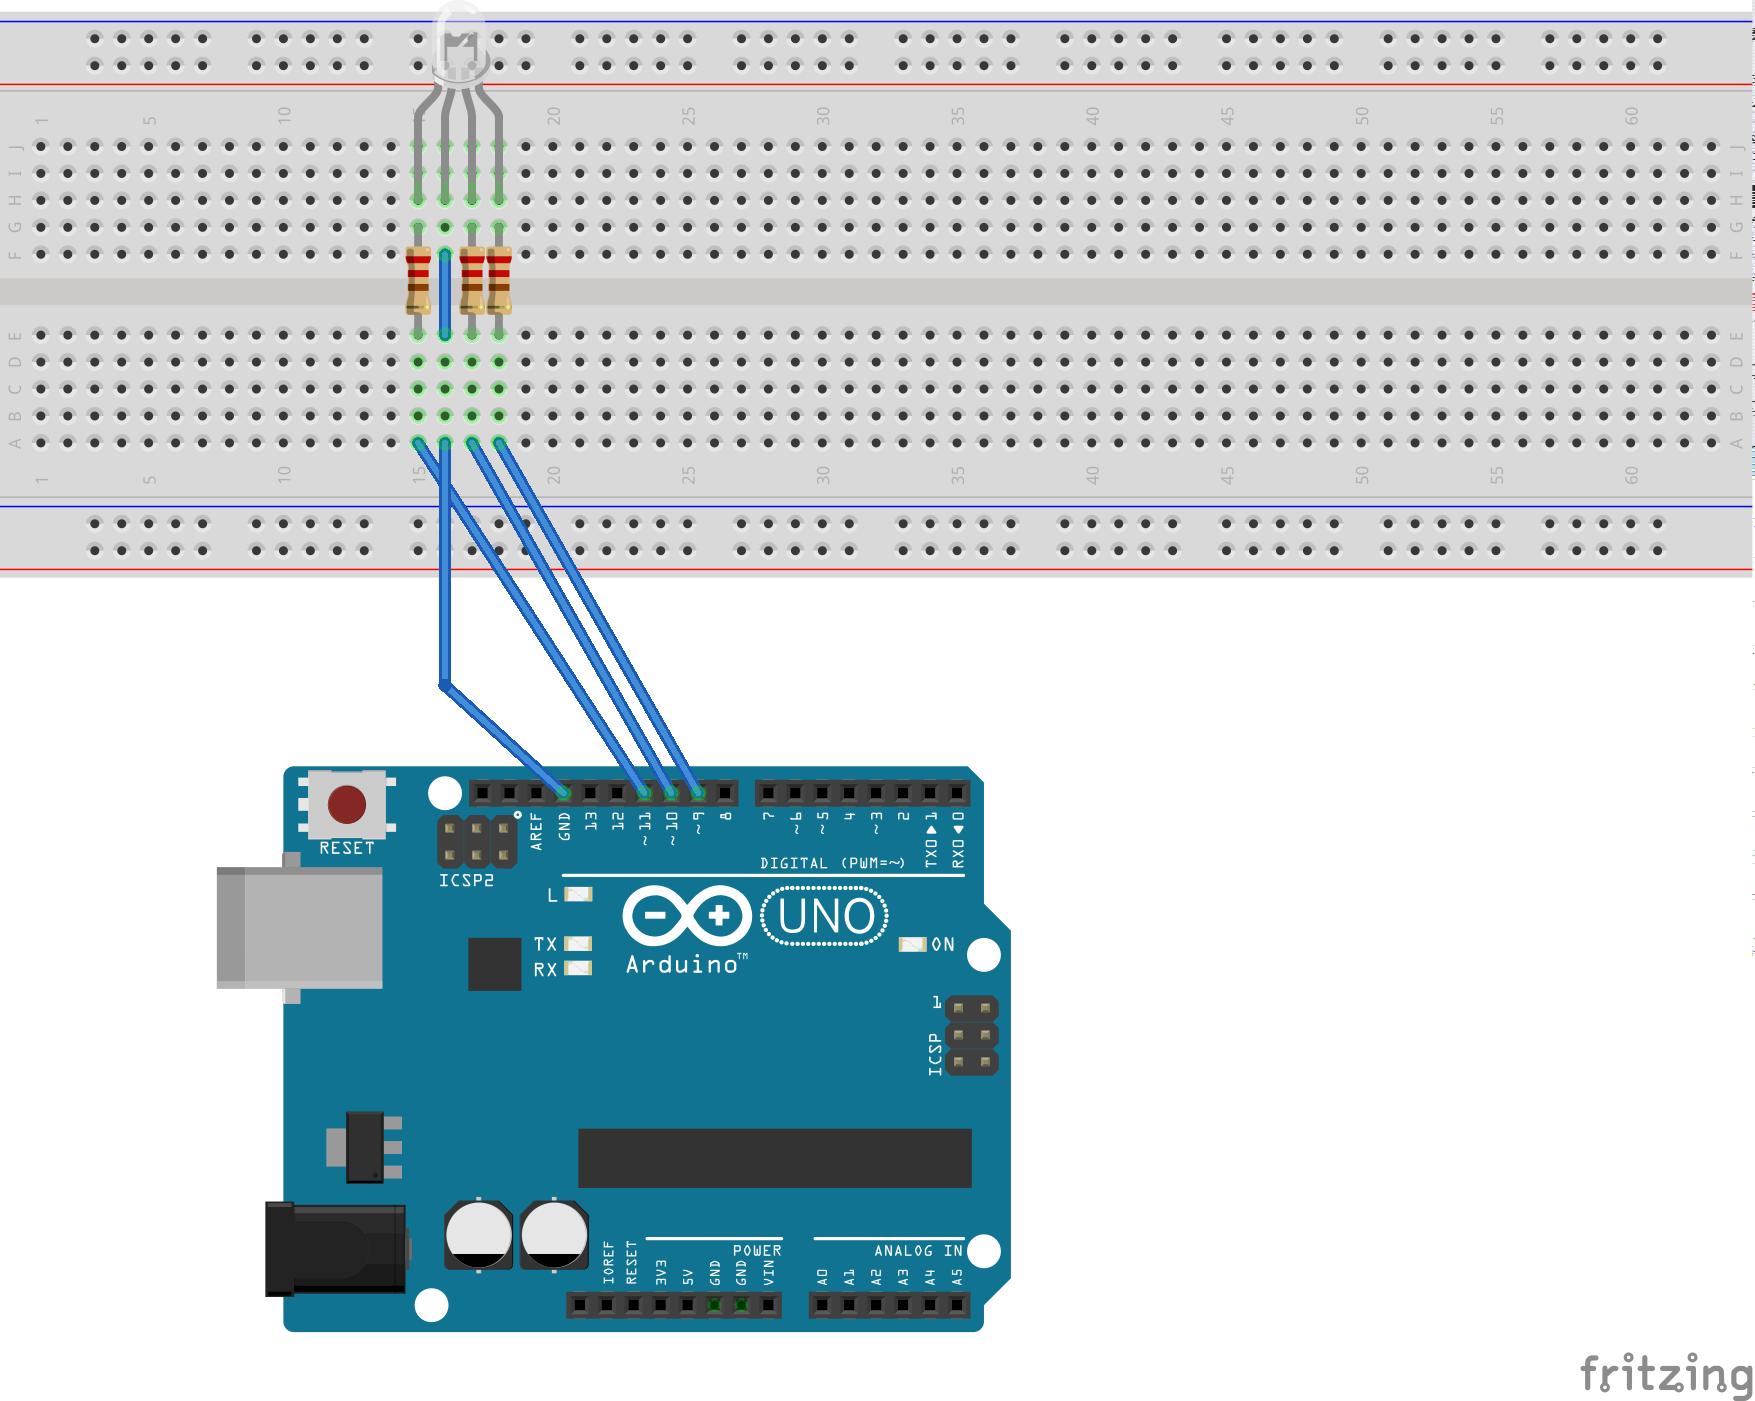 1 5 10 15 20 25 30 35 40 45 50 55 60
J J
I I
H H
G G
F F
E E
D D
C C
B B
A A
1 5 10 15 20 25 30 35 40 45 50 55 60
AREF GND 13 12 ~11 ~10 ~9 8 7 ~6 ~5 4 ~3 2 TX0▶1 RX0◀0
RESET
DIGITAL (PWM=~)
ICSP2
L
UNO
TX
ON
RX
Arduino™
1
ICSP
POWER
ANALOG IN
IOREF RESET 3V3 5V GND GND VIN A0 A1 A2 A3 A4 A5
fritzing